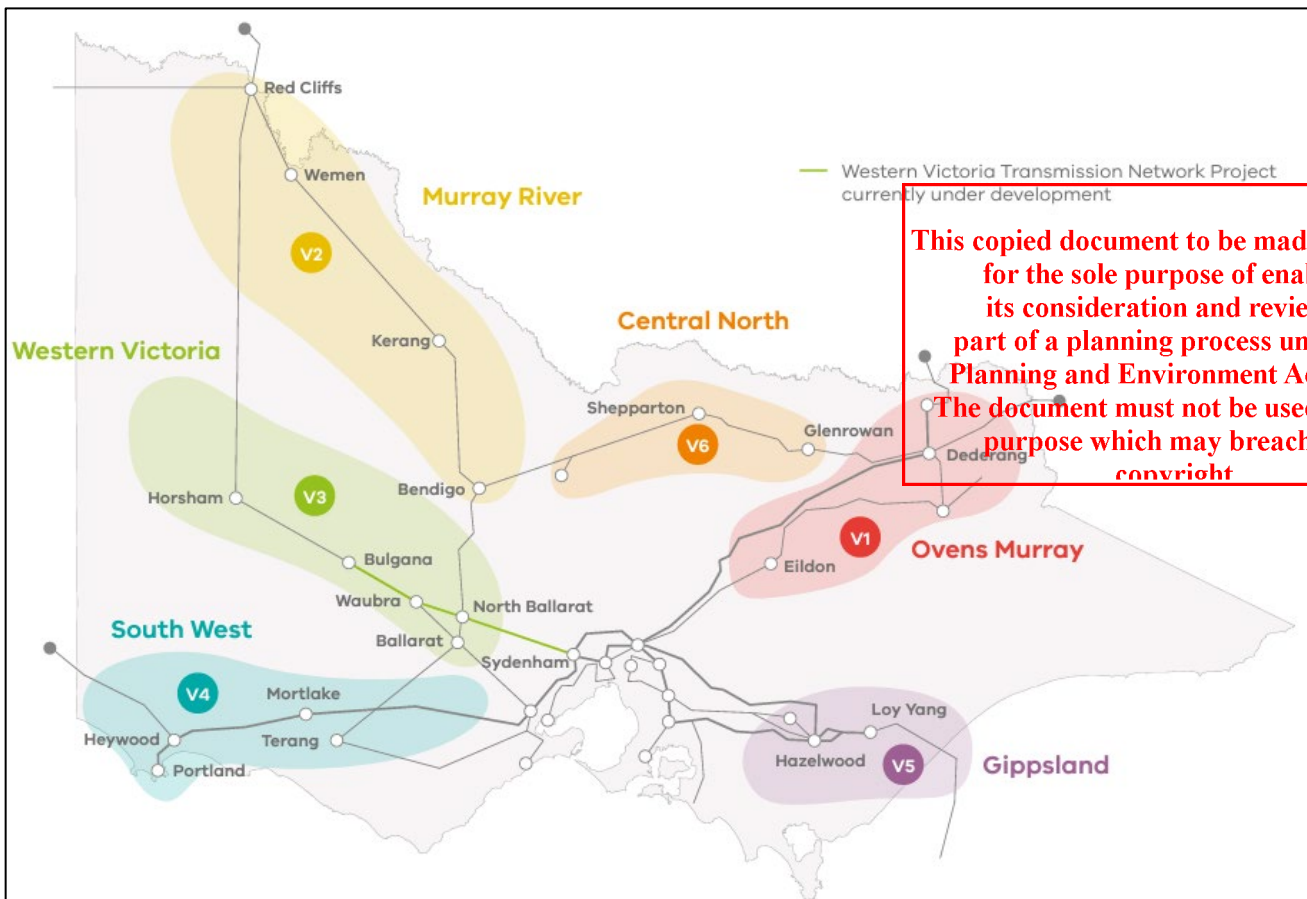 Red Cliffs
Wemen
Murray River
V2
Western Victoria Transmission Network Project
currently under development
This copied document to be mad
for the sole purpose of enal
its consideration and revie
part of a planning process un
Planning and Environment Ac
The document must not be used
purpose which may breach
copyright
Kerang
Central North
Western Victoria
Shepparton
V6
Glenrowan
Dederang
Bendigo
Horsham
V3
V1
Ovens Murray
Bulgana
Eildon
Waubra
North Ballarat
South West
Ballarat
Sydenham
V4
Mortlake
Loy Yang
Heywood
Terang
Hazelwood
V5
Gippsland
Portland